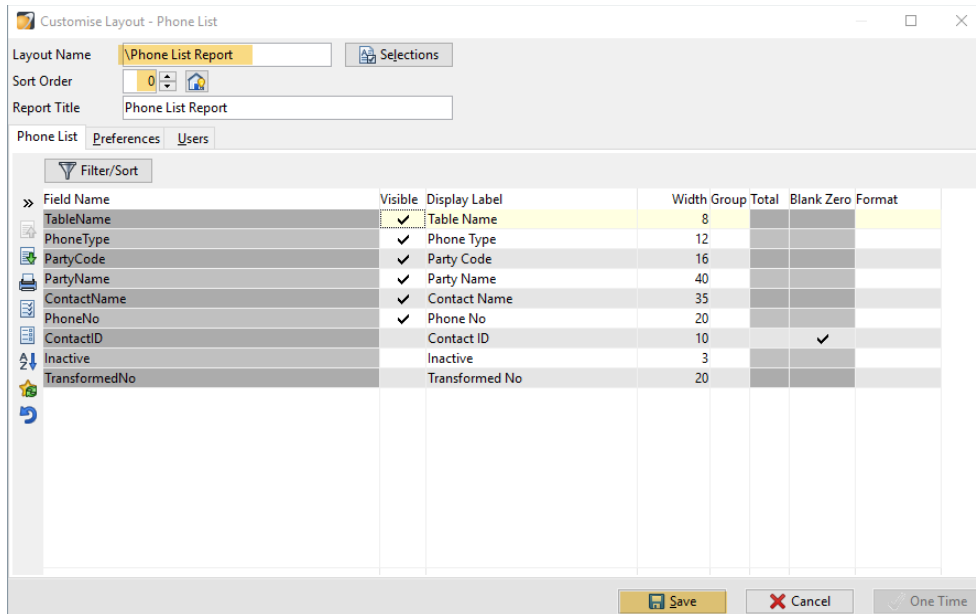 Customise Layout - Phone List
Layout Name \Phone List Report Selections
Sort Order 0
Report Title Phone List Report
Phone List Preferences Users
Filter/Sort
» Field Name Visible Display Label Width Group Total Blank Zero Format
TableName ✓ Table Name 8
PhoneType ✓ Phone Type 12
PartyCode ✓ Party Code 16
PartyName ✓ Party Name 40
ContactName ✓ Contact Name 35
PhoneNo ✓ Phone No 20
ContactID Contact ID 10 ✓
Inactive Inactive 3
TransformedNo Transformed No 20
Save Cancel One Time